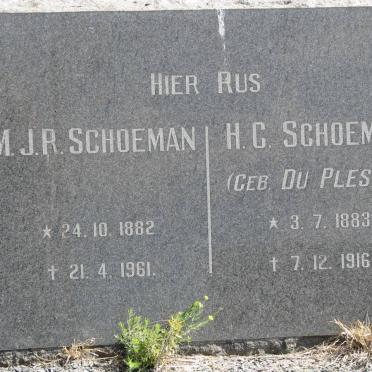 HIER RUS
M.J.R. SCHOEMAN
★ 24. 10. 1882
✝ 21. 4. 1961.
H. C. SCHOEM
(GEB. DU PLES
★ 3. 7. 1883
✝ 7. 12. 1916